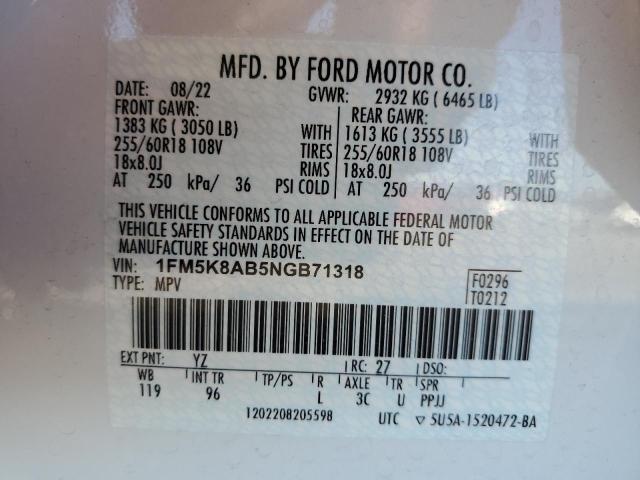 MFD. BY FORD MOTOR CO.
DATE: 08/22 GVWR: 2932 KG ( 6465 LB)
FRONT GAWR: REAR GAWR:
1383 KG ( 3050 LB) WITH 1613 KG ( 3555 LB) WITH
255/60R18 108V TIRES 255/60R18 108V TIRES
18x8.0J RIMS 18x8.0J RIMS
AT 250 kPa/ 36 PSI COLD AT 250 kPa/ 36 PSI COLD
THIS VEHICLE CONFORMS TO ALL APPLICABLE FEDERAL MOTOR
VEHICLE SAFETY STANDARDS IN EFFECT ON THE DATE OF
MANUFACTURE SHOWN ABOVE.
VIN: 1FM5K8AB5NGB71318 F0296
TYPE: MPV T0212
EXT PNT: YZ RC: 27 DSO:
WB INT TR TP/PS R AXLE TR SPR
119 96 L 3C U PPJJ
1202208205598 UTC ▽ 5U5A-1520472-BA